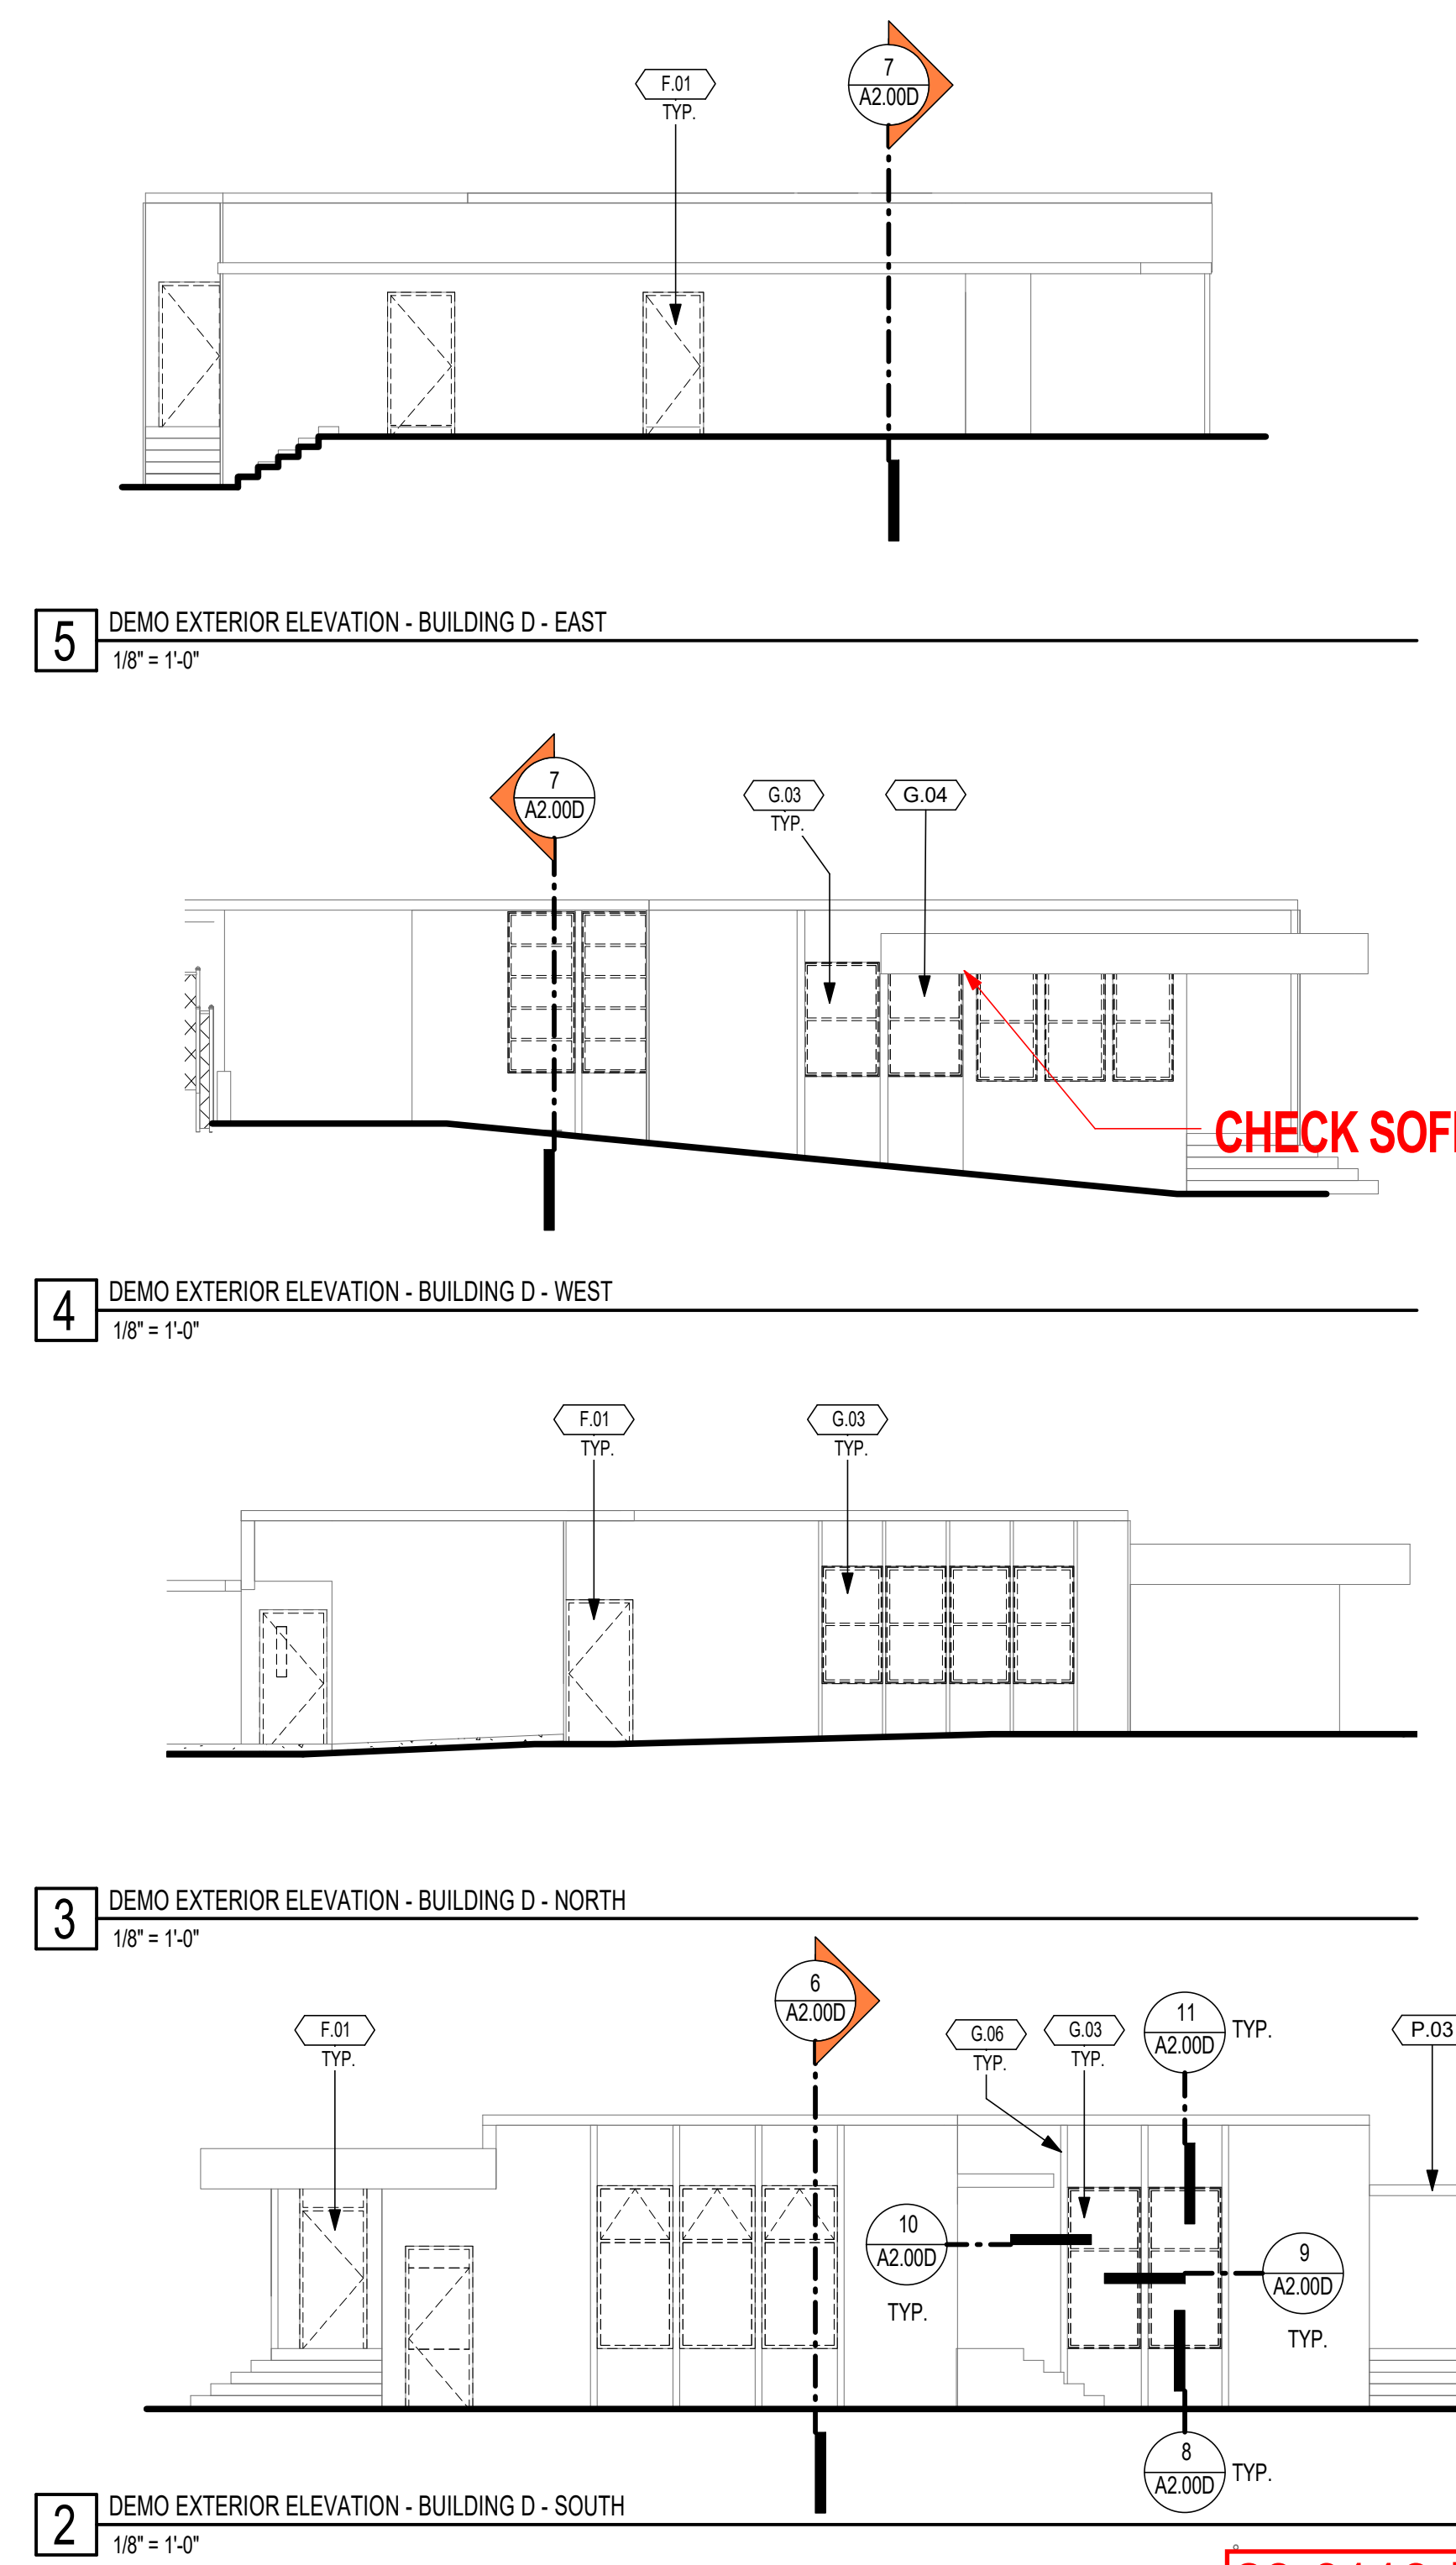 F.01
TYP.
7
A2.00D
5
DEMO EXTERIOR ELEVATION - BUILDING D - EAST
1/8" = 1'-0"
7
A2.00D
G.03
TYP.
G.04
CHECK
4
DEMO EXTERIOR ELEVATION - BUILDING D - WEST
1/8" = 1'-0"
F.01
TYP.
G.03
TYP.
3
DEMO EXTERIOR ELEVATION - BUILDING D - NORTH
1/8" = 1'-0"
6
A2.00D
F.01
TYP.
G.06
TYP.
G.03
TYP.
11
A2.00D
TYP.
P.03
10
A2.00D
TYP.
9
A2.00D
TYP.
8
A2.00D
TYP.
2
DEMO EXTERIOR ELEVATION - BUILDING D - SOUTH
1/8" = 1'-0"